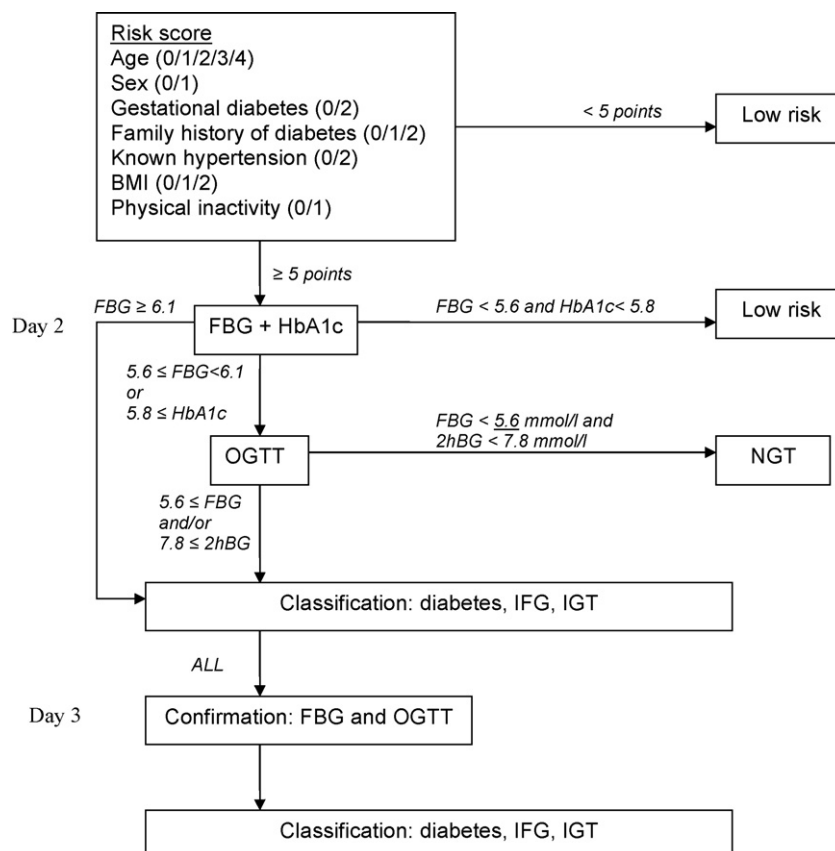 Risk score
Age (0/1/2/3/4)
Sex (0/1)
Gestational diabetes (0/2)
Family history of diabetes (0/1/2)
Known hypertension (0/2)
BMI (0/1/2)
Physical inactivity (0/1)
< 5 points
Low risk
≥ 5 points
Day 2
FBG ≥ 6.1
FBG + HbA1c
FBG < 5.6 and HbA1c< 5.8
Low risk
5.6 ≤ FBG<6.1
or
5.8 ≤ HbA1c
OGTT
FBG < 5.6 mmol/l and
2hBG < 7.8 mmol/l
NGT
5.6 ≤ FBG
and/or
7.8 ≤ 2hBG
Classification: diabetes, IFG, IGT
ALL
Day 3
Confirmation: FBG and OGTT
Classification: diabetes, IFG, IGT